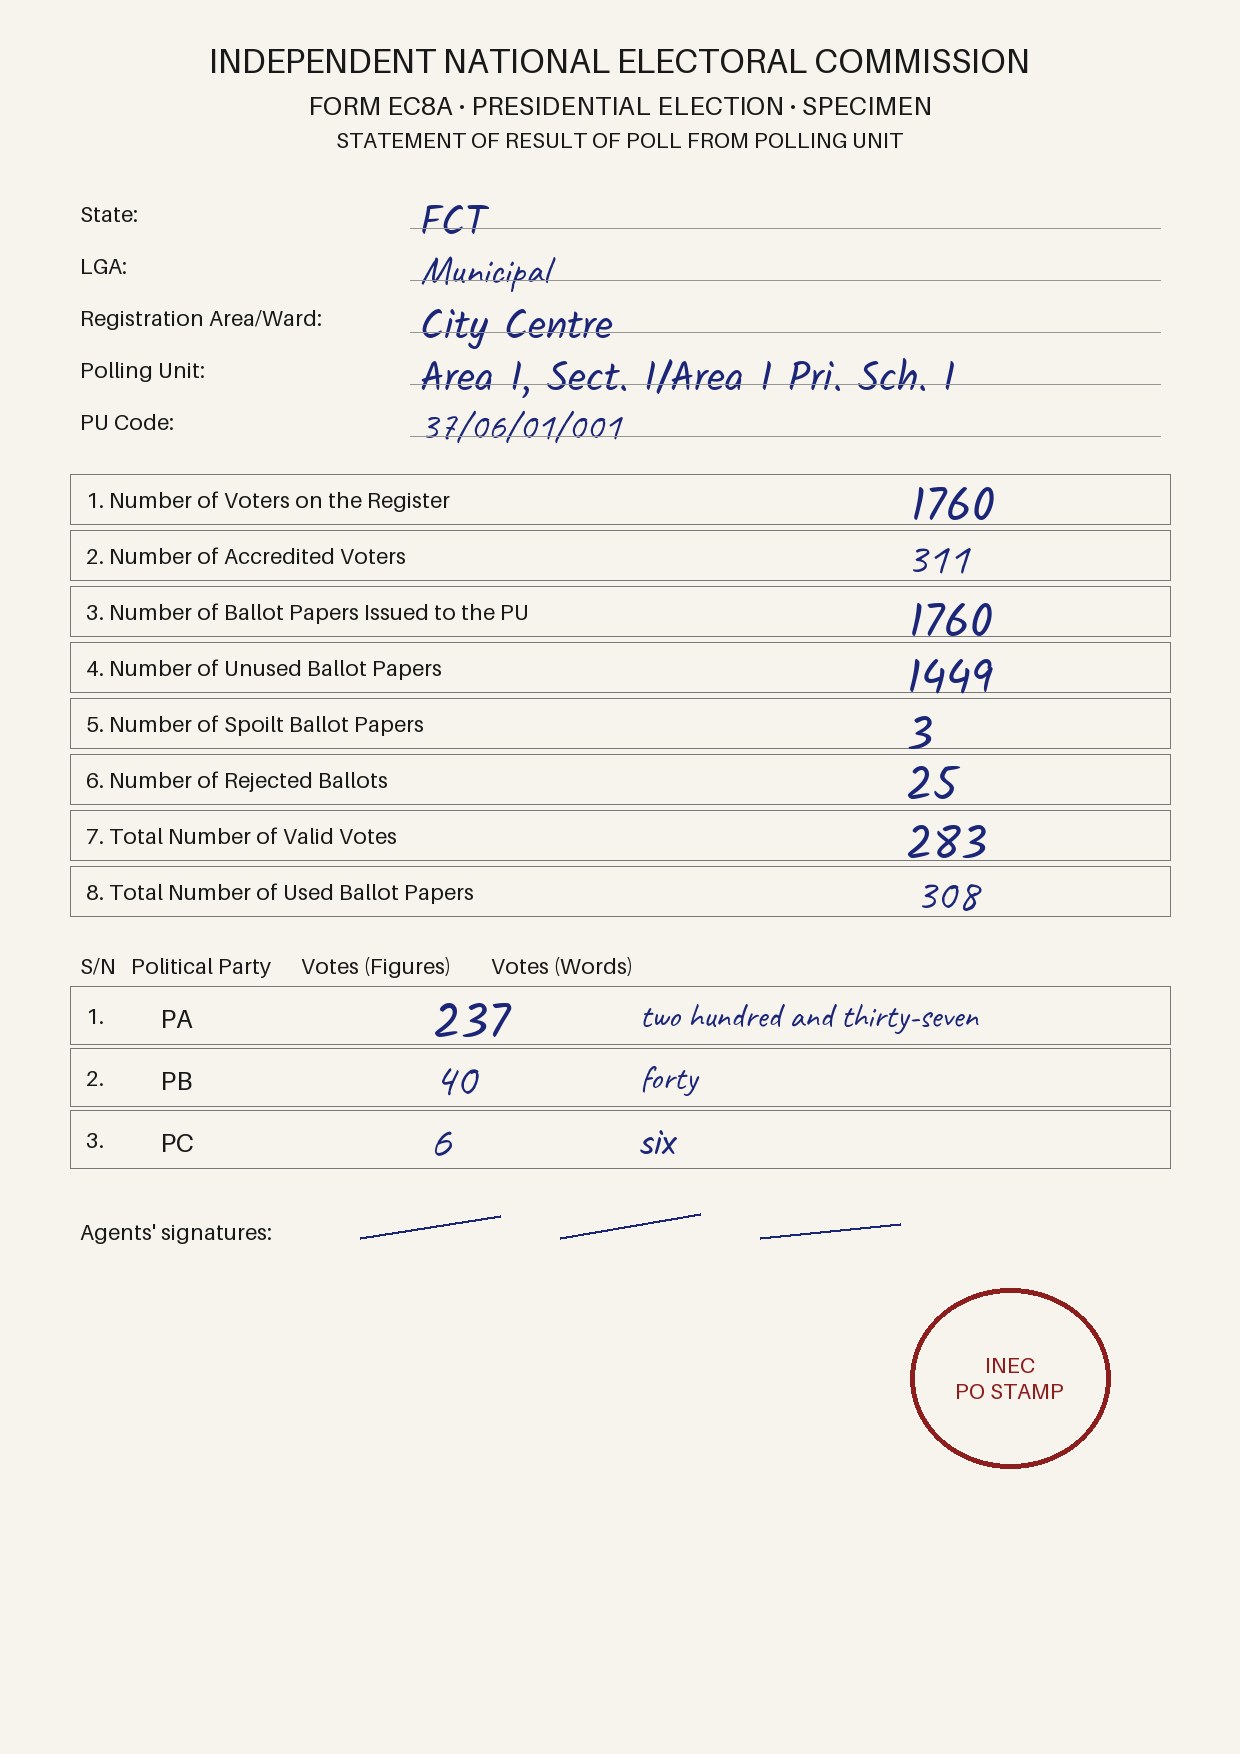 INDEPENDENT NATIONAL ELECTORAL COMMISSION
FORM EC8A · PRESIDENTIAL ELECTION · SPECIMEN
STATEMENT OF RESULT OF POLL FROM POLLING UNIT
State: FCT
LGA: Municipal
Registration Area/Ward: City Centre
Polling Unit: Area 1, Sect. 1/Area 1 Pri. Sch. 1
PU Code: 37/06/01/001
1. Number of Voters on the Register 1760
2. Number of Accredited Voters 311
3. Number of Ballot Papers Issued to the PU 1760
4. Number of Unused Ballot Papers 1449
5. Number of Spoilt Ballot Papers 3
6. Number of Rejected Ballots 25
7. Total Number of Valid Votes 283
8. Total Number of Used Ballot Papers 308
S/N Political Party Votes (Figures) Votes (Words)
1. PA 237 two hundred and thirty-seven
2. PB 40 forty
3. PC 6 six
Agents' signatures:
INEC
PO STAMP